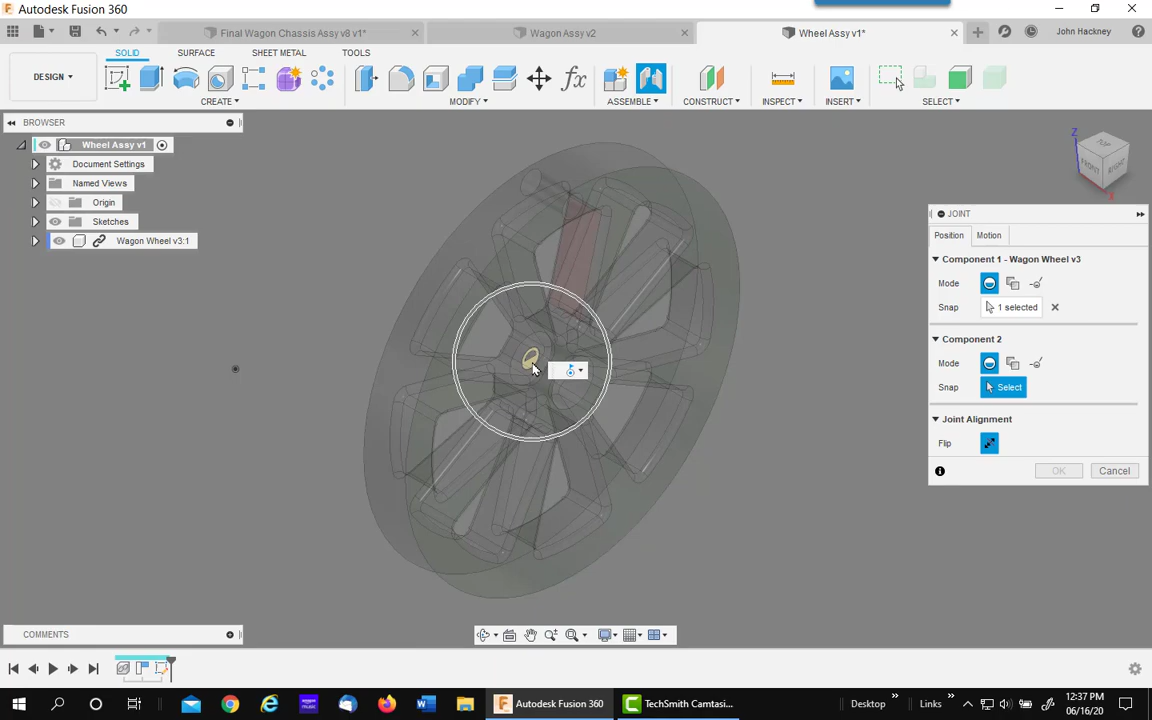 Autodesk Fusion 360
Final Wagon Chassis Assy v8 v1*
Wagon Assy v2
Wheel Assy v1*
John Hackney
SOLID
SURFACE
SHEET METAL
TOOLS
DESIGN
CREATE
MODIFY
fx
ASSEMBLE
CONSTRUCT
INSPECT
INSERT
SELECT
BROWSER
Wheel Assy v1
Document Settings
Named Views
Origin
Sketches
Wagon Wheel v3:1
Z
TOP
FRONT
RIGHT
X
JOINT
Position
Motion
Component 1 - Wagon Wheel v3
Mode
Snap
1 selected
Component 2
Mode
Snap
Select
Joint Alignment
Flip
OK
Cancel
COMMENTS
Autodesk Fusion 360
TechSmith Camtasi...
Desktop
Links
12:37 PM
06/16/20